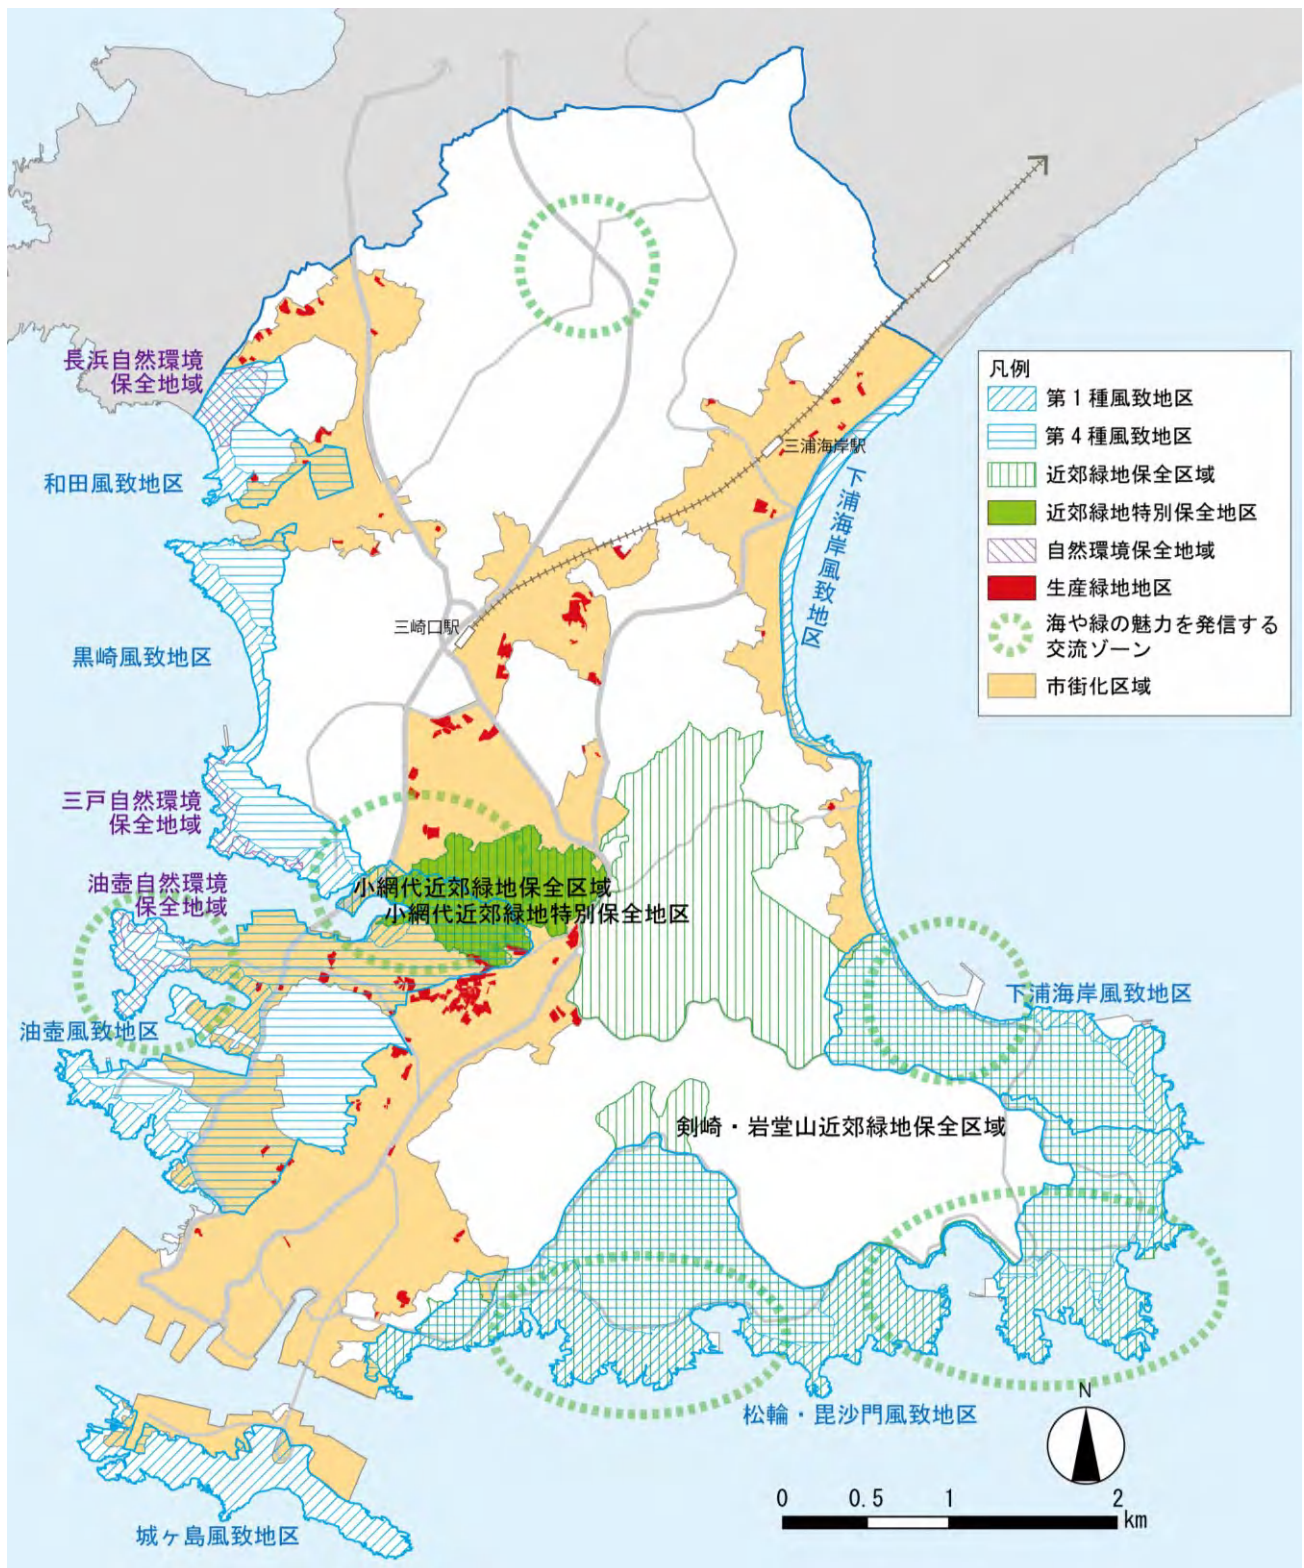 長浜自然環境
保全地域
和田風致地区
黒崎風致地区
三戸自然環境
保全地域
油壺自然環境
保全地域
油壺風致地区
城ヶ島風致地区
三崎口駅
三浦海岸駅
下浦海岸風致地区
小網代近郊緑地保全区域
小網代近郊緑地特別保全地区
下浦海岸風致地区
剣崎・岩堂山近郊緑地保全区域
松輪・毘沙門風致地区
凡例
第1種風致地区
第4種風致地区
近郊緑地保全区域
近郊緑地特別保全地区
自然環境保全地域
生産緑地地区
海や緑の魅力を発信する
交流ゾーン
市街化区域
N
0 0.5 1 2
km